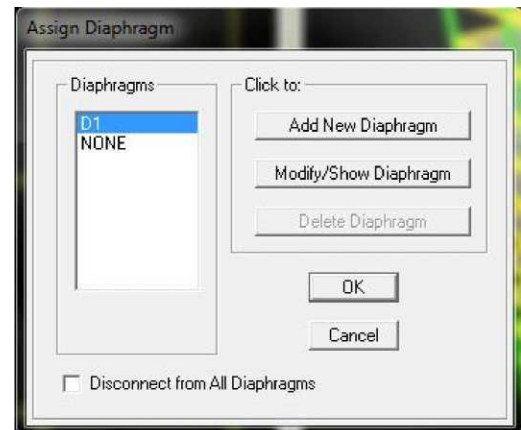 Assign Diaphragm
Diaphragms
D1
NONE
Click to:
Add New Diaphragm
Modify/Show Diaphragm
Delete Diaphragm
OK
Cancel
Disconnect from All Diaphragms